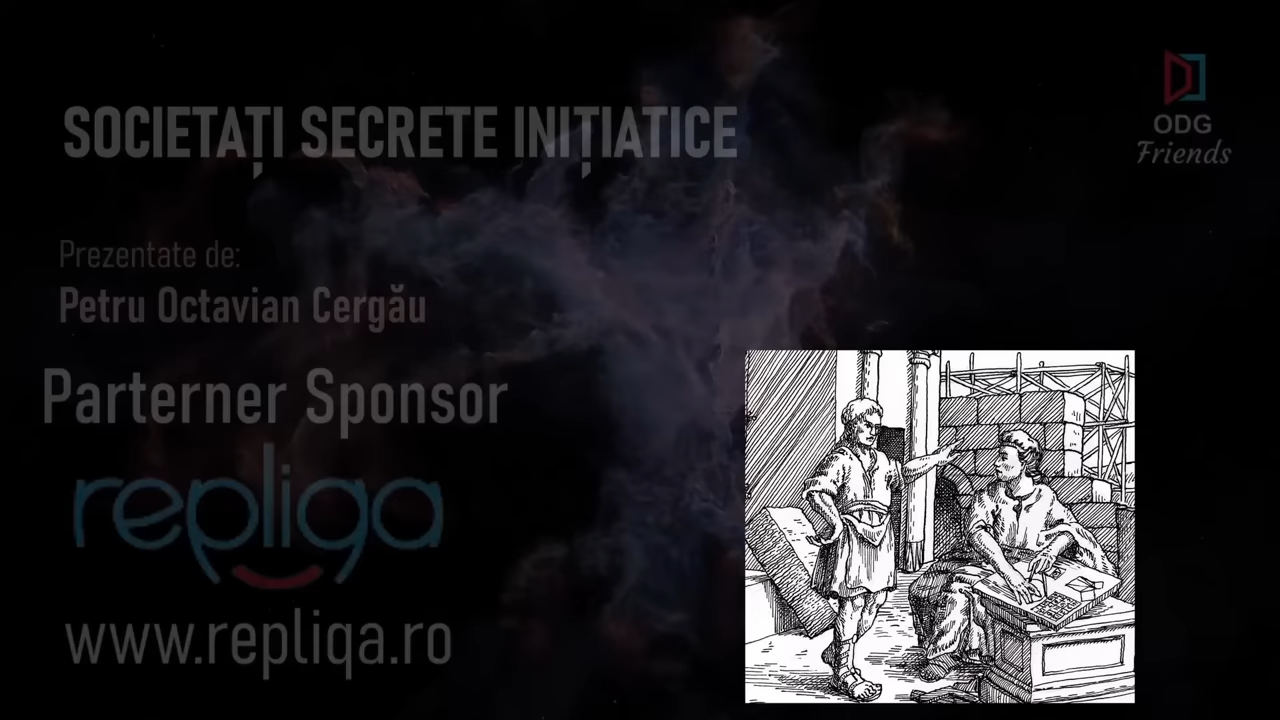 SOCIETAȚI SECRETE INIȚIATICE
ODG
Friends
Prezentate de:
Petru Octavian Cergău
Parterner Sponsor
repliqa
www.repliqa.ro